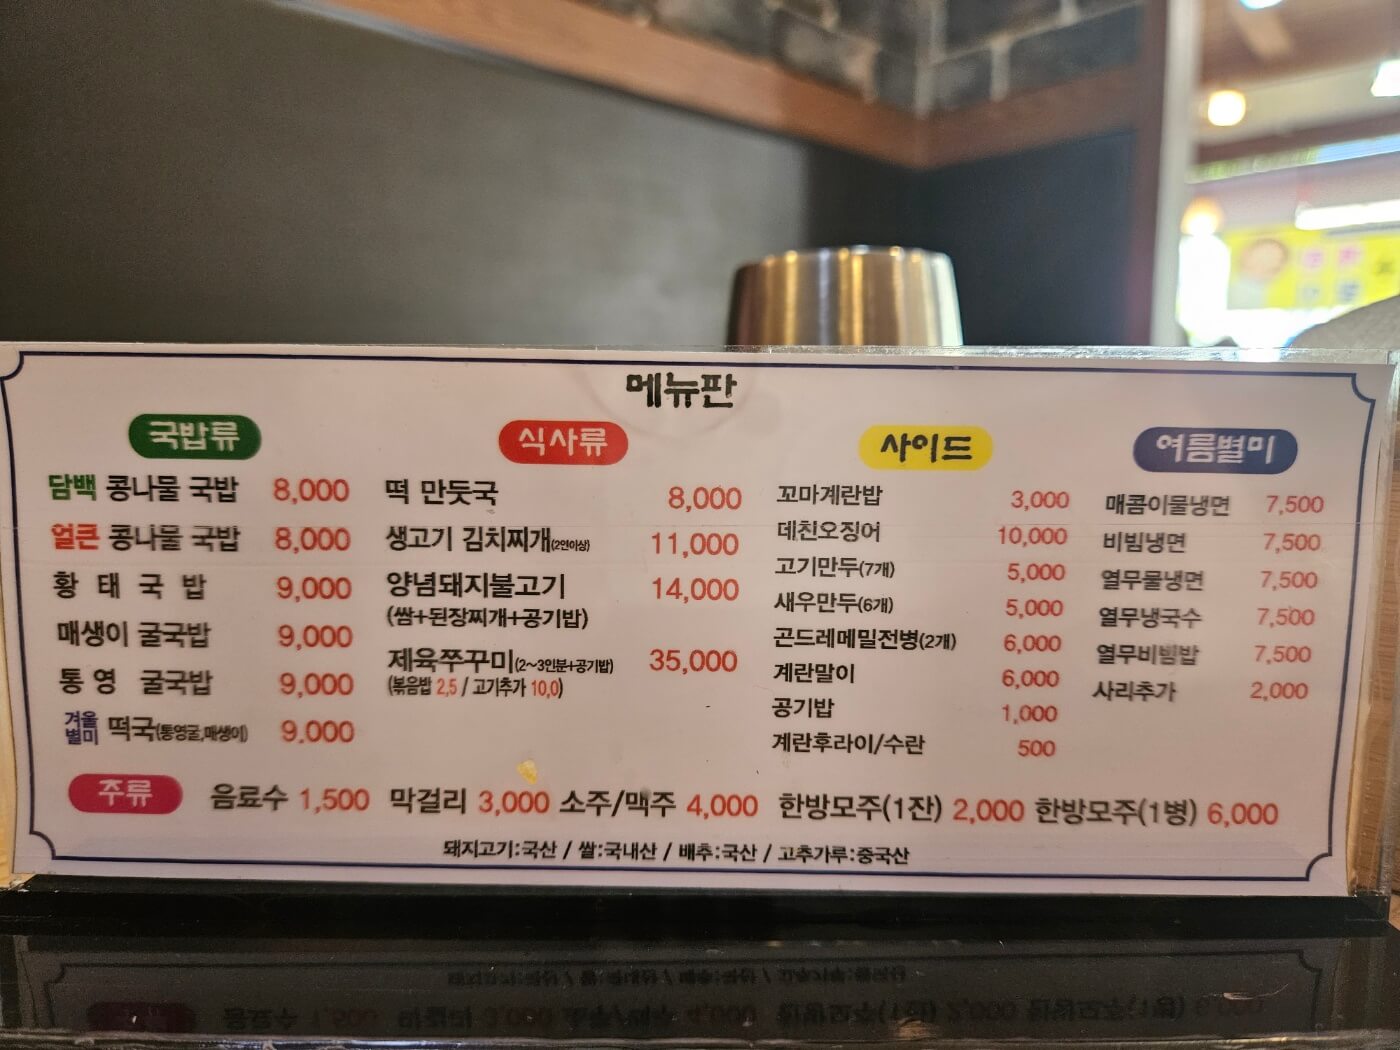 메뉴판
국밥류
담백 콩나물 국밥 8,000
얼큰 콩나물 국밥 8,000
황 태 국 밥 9,000
매생이 굴국밥 9,000
통영 굴국밥 9,000
겨울별미 떡국(통영굴,매생이) 9,000
식사류
떡 만둣국 8,000
생고기 김치찌개(2인이상) 11,000
양념돼지불고기 14,000
(쌈+된장찌개+공기밥)
제육쭈꾸미(2~3인분+공기밥) 35,000
(볶음밥 2,5 / 고기추가 10,0)
사이드
꼬마계란밥 3,000
데친오징어 10,000
고기만두(7개) 5,000
새우만두(6개) 5,000
곤드레메밀전병(2개) 6,000
계란말이 6,000
공기밥 1,000
계란후라이/수란 500
여름별미
매콤이물냉면 7,500
비빔냉면 7,500
열무물냉면 7,500
열무냉국수 7,500
열무비빔밥 7,500
사리추가 2,000
주류 음료수 1,500 막걸리 3,000 소주/맥주 4,000 한방모주(1잔) 2,000 한방모주(1병) 6,000
돼지고기:국산 / 쌀:국내산 / 배추:국산 / 고추가루:중국산